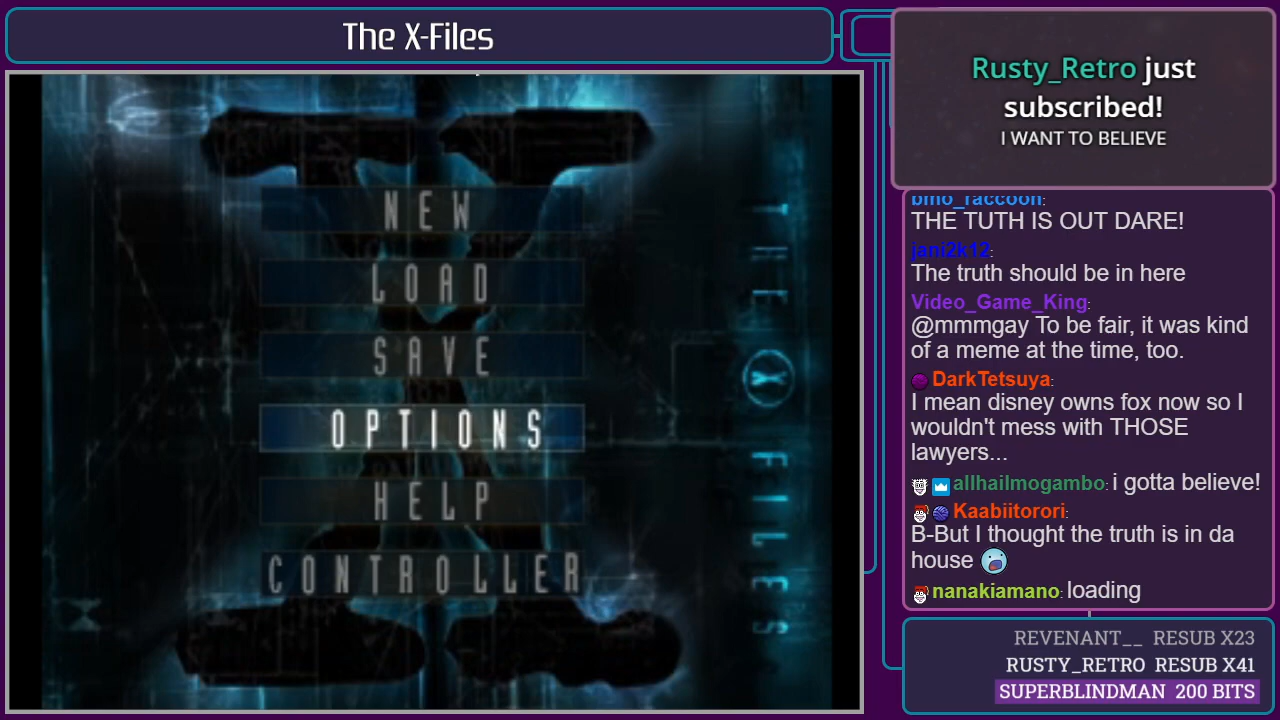 The X-Files
NEW
LOAD
SAVE
OPTIONS
HELP
CONTROLLER
THE X FILES
Rusty_Retro just
subscribed!
I WANT TO BELIEVE
bmo_raccoon:
THE TUTH IS OUT DARE!
jani2k12:
The truth should be in here
Video_Game_King:
@mmmgay To be fair, it was kind
of a meme at the time, too.
DarkTetsuya:
I mean disney owns fox now so I
wouldn't mess with THOSE
lawyers...
allhailmogambo: i gotta believe!
Kaabiitorori:
B-But I thought the truth is in da
house
nanakiamano: loading
REVENANT__ RESUB X23
RUSTY_RETRO RESUB X41
SUPERBLINDMAN 200 BITS